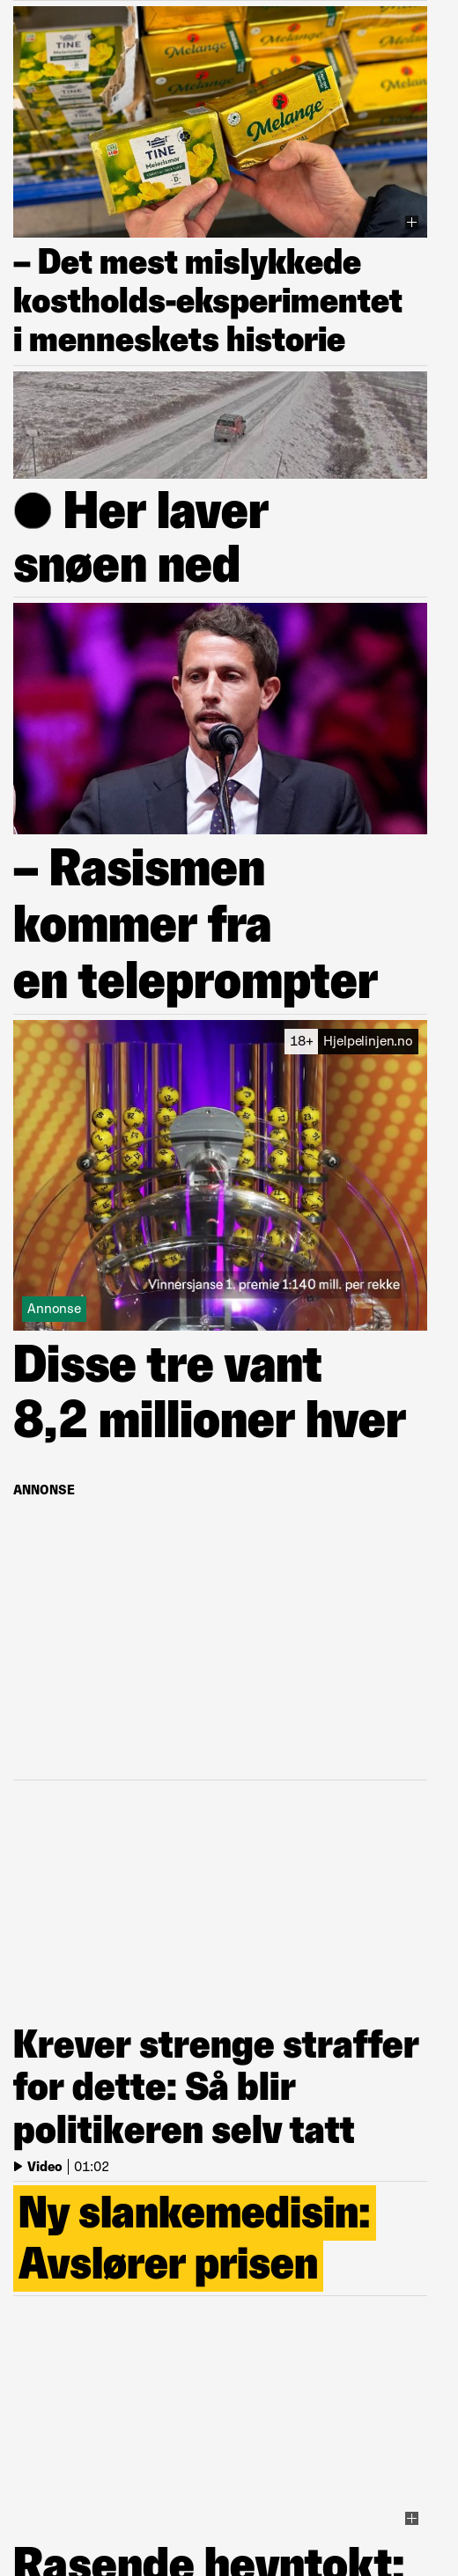 TINE
Meierismør
Melange
– Det mest mislykkede
kostholds-eksperimentet
i menneskets historie
Her laver
snøen ned
– Rasismen
kommer fra
en teleprompter
18+ Hjelpelinjen.no
Vinnersjanse 1. premie 1:140 mill. per rekke
Annonse
Disse tre vant
8,2 millioner hver
ANNONSE
Krever strenge straffer
for dette: Så blir
politikeren selv tatt
Video 01:02
Ny slankemedisin:
Avslører prisen
Rasende hevntokt: